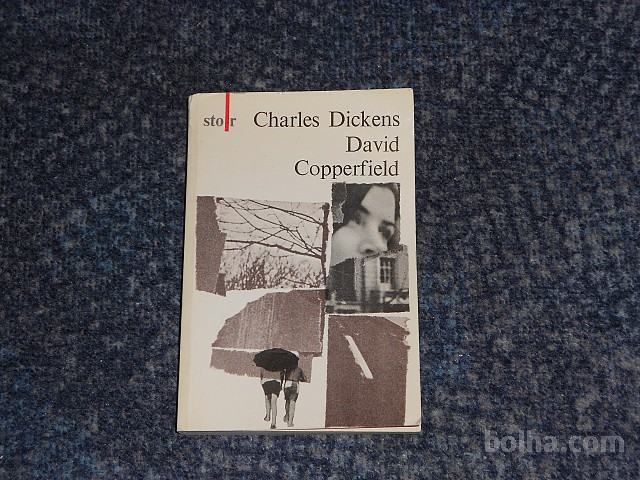 sto|r Charles Dickens
David
Copperfield
bolha.com